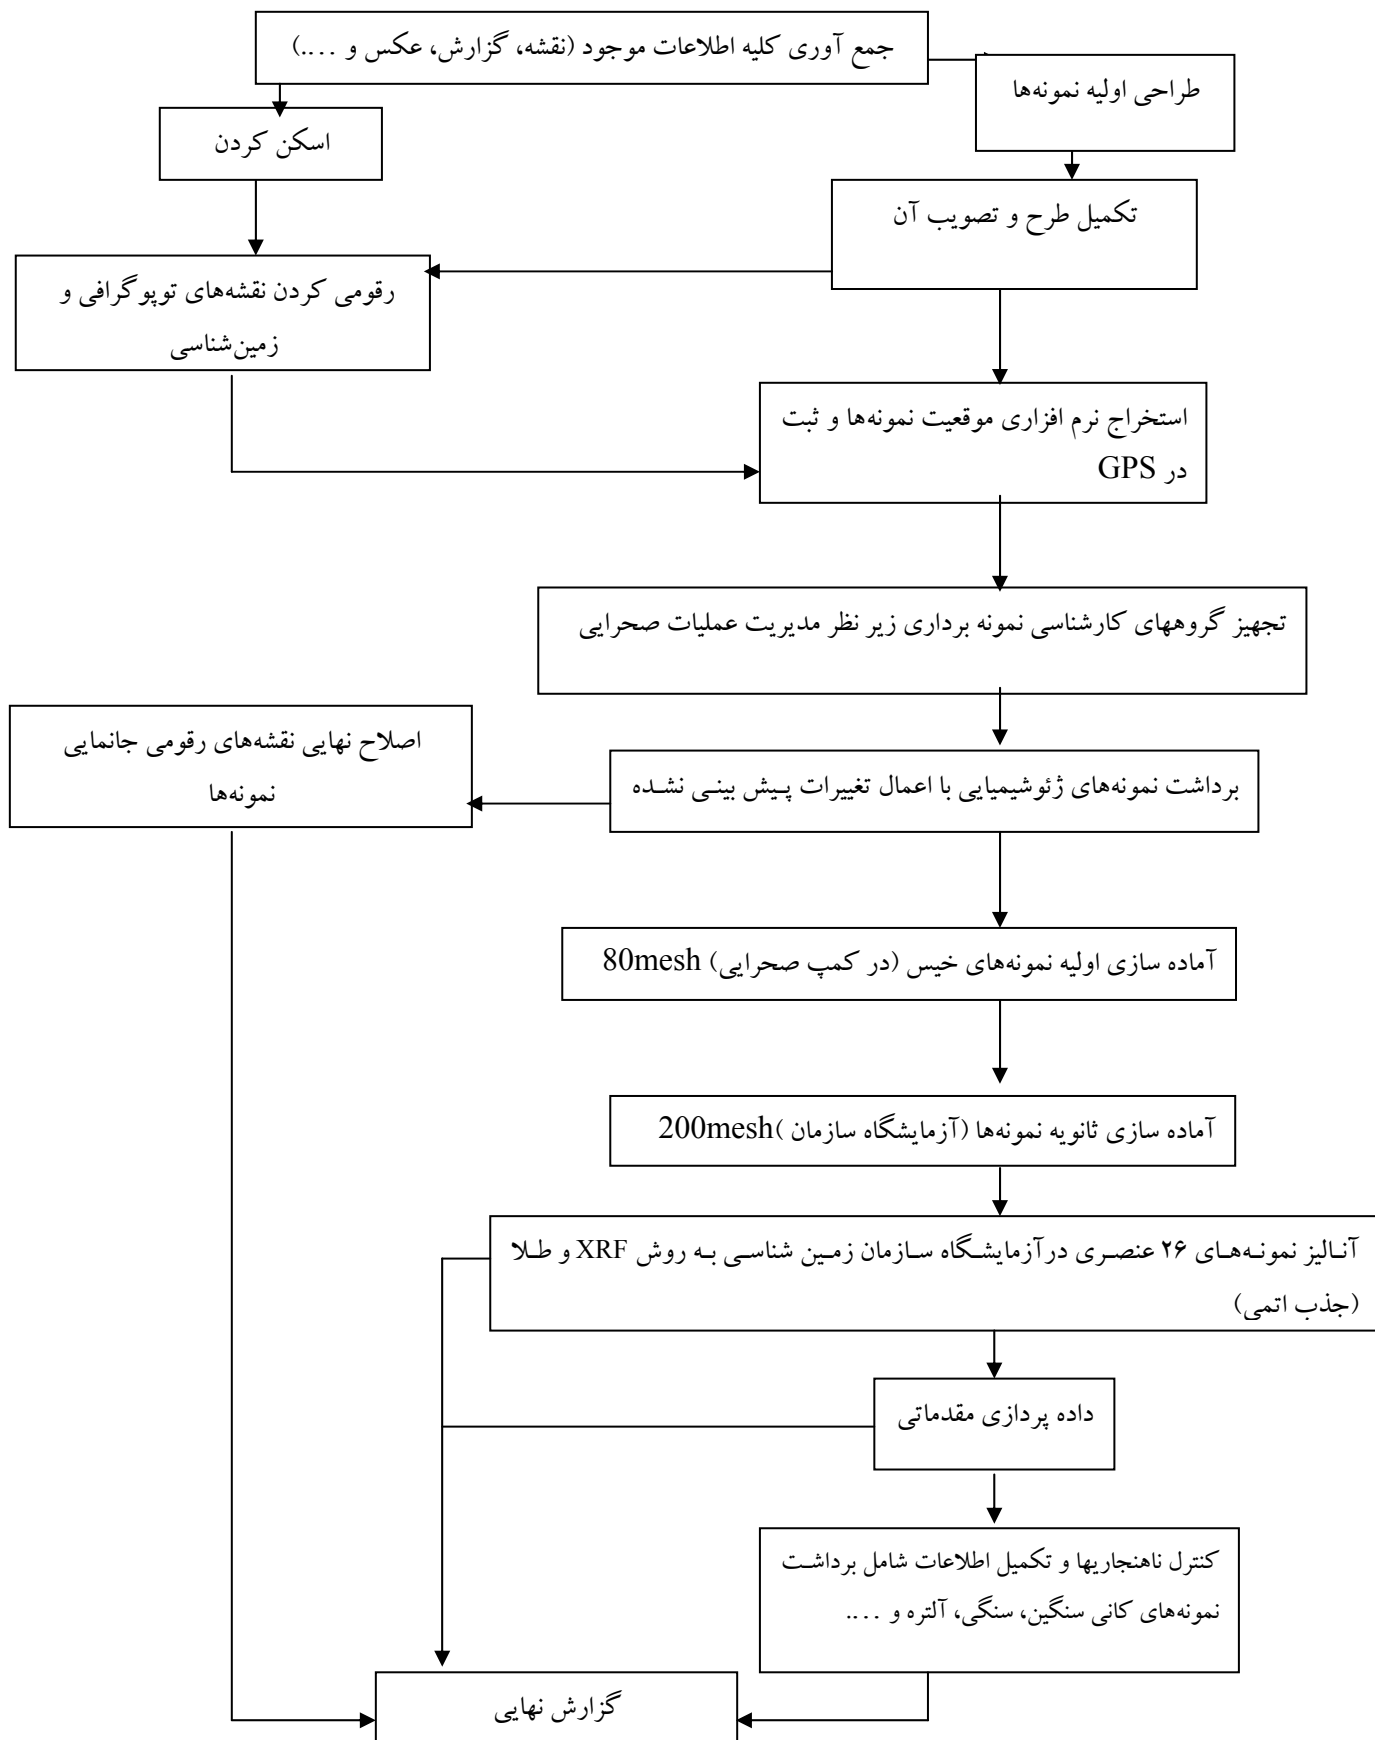 جمع آوری کلیه اطلاعات موجود (نقشه، گزارش، عکس و ....)
طراحی اولیه نمونه‌ها
اسکن کردن
تکمیل طرح و تصویب آن
رقومی کردن نقشه‌های توپوگرافی و
زمین‌شناسی
استخراج نرم افزاری موقعیت نمونه‌ها و ثبت
در GPS
تجهیز گروههای کارشناسی نمونه برداری زیر نظر مدیریت عملیات صحرایی
اصلاح نهایی نقشه‌های رقومی جانمایی
نمونه‌ها
برداشت نمونه‌های ژئوشیمیایی با اعمال تغییرات پیش بینی نشده
آماده سازی اولیه نمونه‌های خیس (در کمپ صحرایی) 80mesh
آماده سازی ثانویه نمونه‌ها (آزمایشگاه سازمان )200mesh
آنالیز نمونه‌های ۲۶ عنصری درآزمایشگاه سازمان زمین شناسی به روش XRF و طلا
(جذب اتمی)
داده پردازی مقدماتی
کنترل ناهنجاریها و تکمیل اطلاعات شامل برداشت
نمونه‌های کانی سنگین، سنگی، آلتره و ....
گزارش نهایی